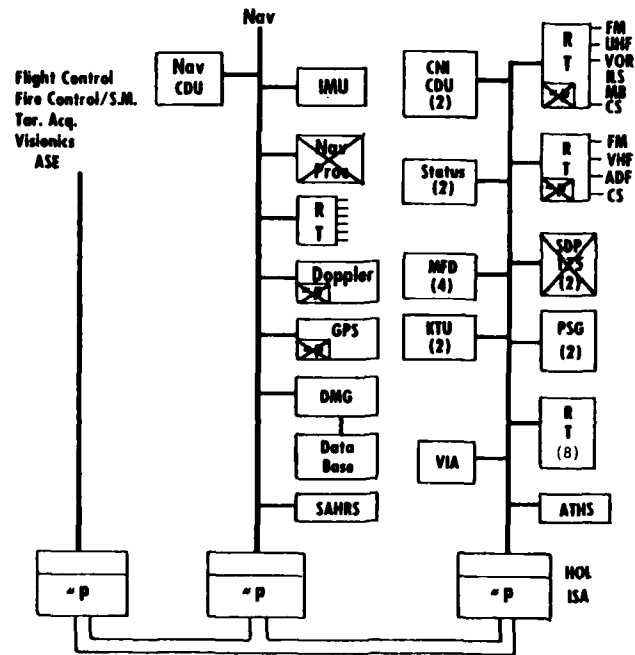 Nav
Flight Control
Fire Control/S.M.
Tar. Acq.
Visionics
ASE
Nav
CDU
IMU
Nav
Proc
R
T
Doppler
GPS
DMG
Data
Base
SAHRS
CNI
CDU
(2)
Status
(2)
MFD
(4)
KTU
(2)
VIA
R
T
FM
UHF
VOR
ILS
MB
CS
R
T
FM
VHF
ADF
CS
SDP
(2)
PSG
(2)
R
T
(8)
ATHS
~p
~p
~p
HOL
ISA